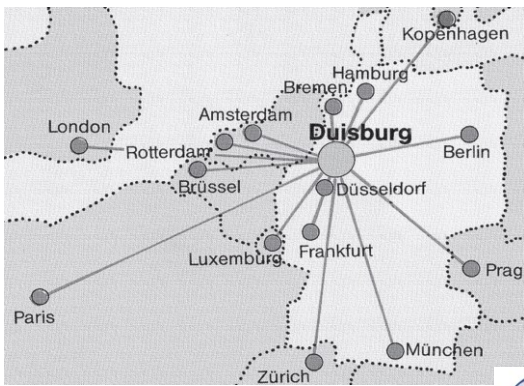 Kopenhagen
Hamburg
Bremen
Amsterdam
London
Duisburg
Rotterdam
Berlin
Brüssel
Düsseldorf
Luxemburg
Frankfurt
Prag
Paris
München
Zürich